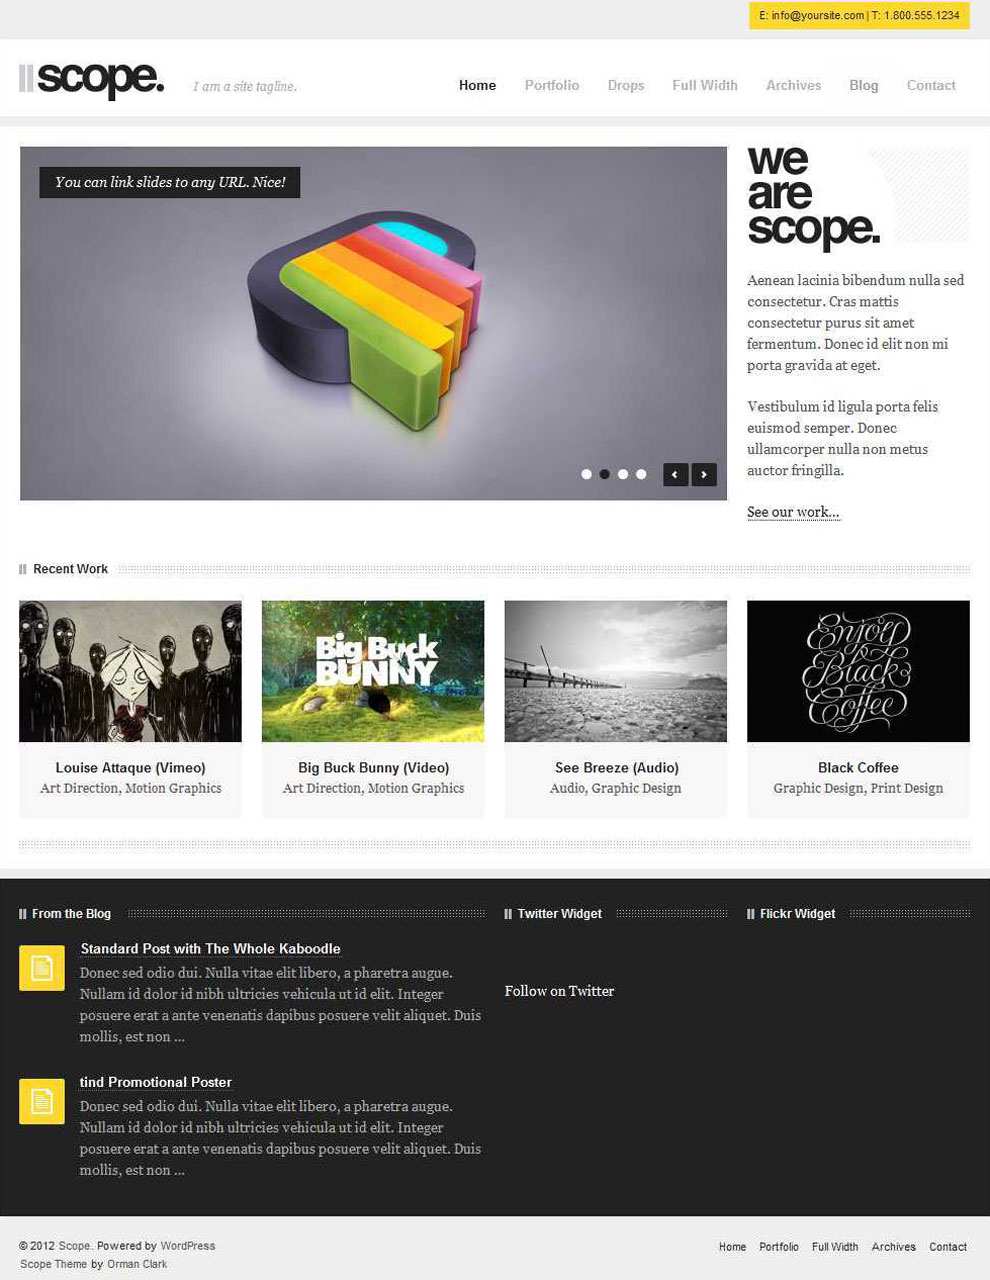 E: info@yoursite.com | T: 1.800.555.1234
scope.
I am a site tagline.
Home Portfolio Drops Full Width Archives Blog Contact
You can link slides to any URL. Nice!
we
are
scope.
Aenean lacinia bibendum nulla sed
consectetur. Cras mattis
consectetur purus sit amet
fermentum. Donec id elit non mi
porta gravida at eget.
Vestibulum id ligula porta felis
euismod semper. Donec
ullamcorper nulla non metus
auctor fringilla.
See our work...
Recent Work
Big Buck
BUNNY
Enjoy
Black
Coffee
Louise Attaque (Vimeo)
Art Direction, Motion Graphics
Big Buck Bunny (Video)
Art Direction, Motion Graphics
See Breeze (Audio)
Audio, Graphic Design
Black Coffee
Graphic Design, Print Design
From the Blog
Standard Post with The Whole Kaboodle
Donec sed odio dui. Nulla vitae elit libero, a pharetra augue.
Nullam id dolor id nibh ultricies vehicula ut id elit. Integer
posuere erat a ante venenatis dapibus posuere velit aliquet. Duis
mollis, est non ...
tind Promotional Poster
Donec sed odio dui. Nulla vitae elit libero, a pharetra augue.
Nullam id dolor id nibh ultricies vehicula ut id elit. Integer
posuere erat a ante venenatis dapibus posuere velit aliquet. Duis
mollis, est non ...
Twitter Widget
Follow on Twitter
Flickr Widget
© 2012 Scope. Powered by WordPress
Scope Theme by Orman Clark
Home Portfolio Full Width Archives Contact